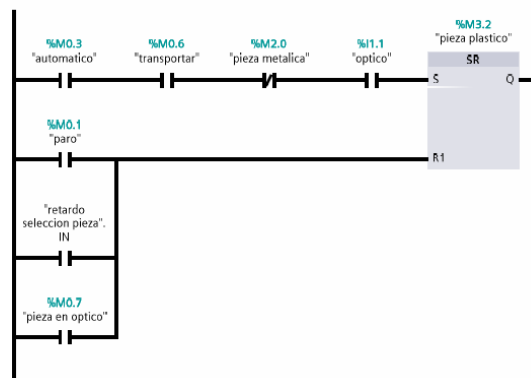 %M3.2
"pieza plastico"
%M0.3
"automatico"
%M0.6
"transportar"
%M2.0
"pieza metalica"
%I1.1
"optico"
SR
S
Q
%M0.1
"paro"
R1
"retardo
seleccion pieza".
IN
%M0.7
"pieza en optico"